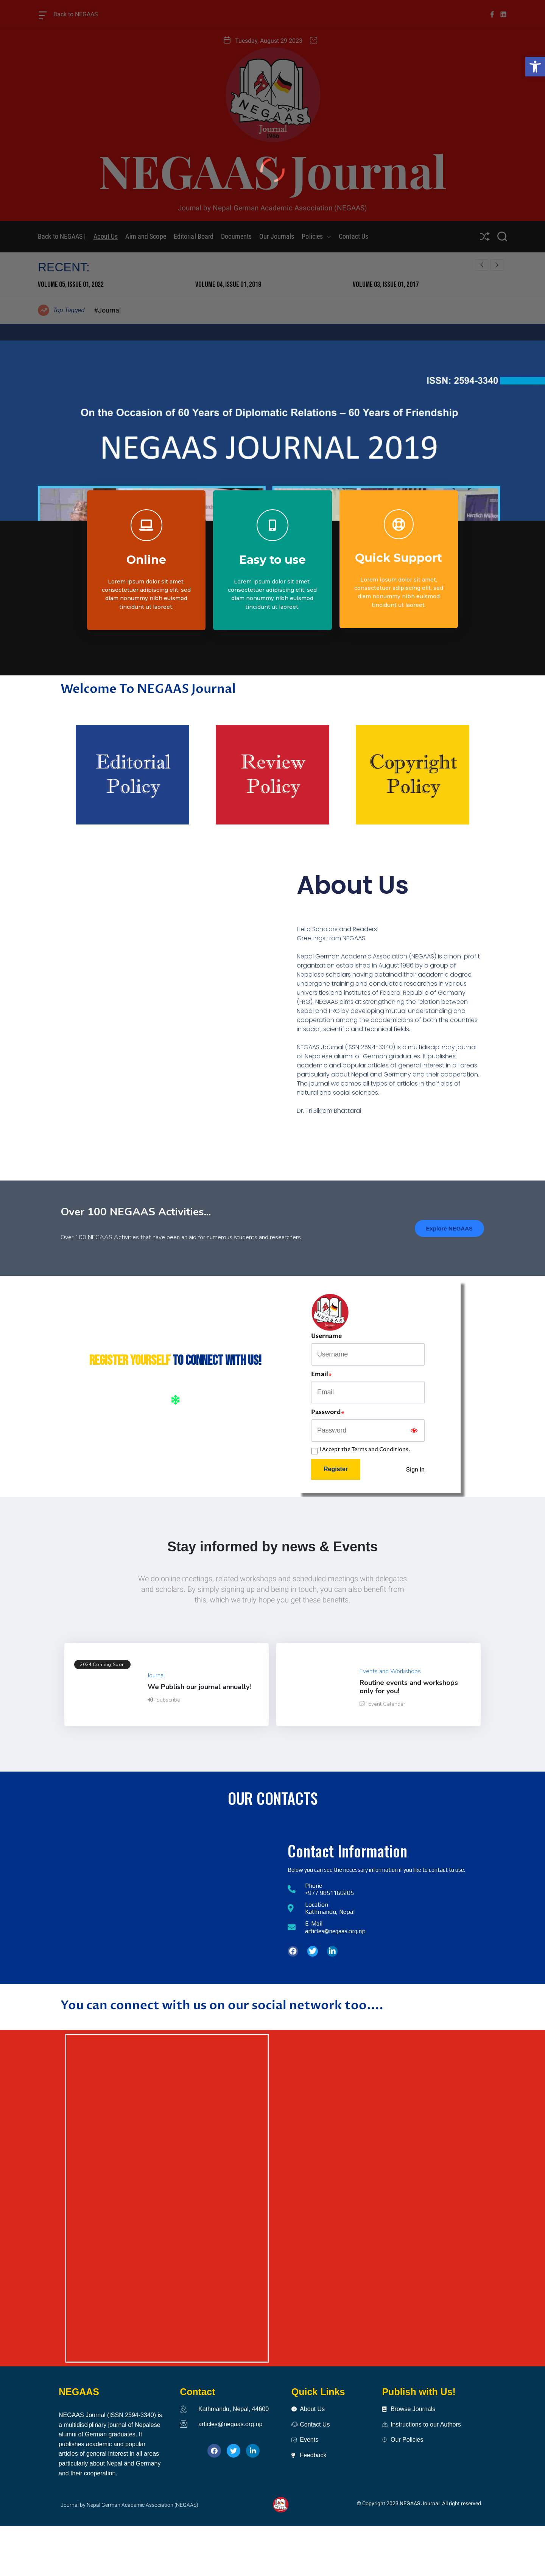 Back to NEGAAS
Tuesday, August 29 2023
Journal
NEGAAS Journal
Journal by Nepal German Academic Association (NEGAAS)
Back to NEGAAS |
About Us
Aim and Scope
Editorial Board
Documents
Our Journals
Policies
Contact Us
RECENT:
VOLUME 05, ISSUE 01, 2022
VOLUME 04, ISSUE 01, 2019
VOLUME 03, ISSUE 01, 2017
Top Tagged
#Journal
ISSN: 2594-3340
On the Occasion of 60 Years of Diplomatic Relations – 60 Years of Friendship
NEGAAS JOURNAL 2019
Online
Lorem ipsum dolor sit amet,
consectetuer adipiscing elit, sed
diam nonummy nibh euismod
tincidunt ut laoreet.
Easy to use
Lorem ipsum dolor sit amet,
consectetuer adipiscing elit, sed
diam nonummy nibh euismod
tincidunt ut laoreet.
Quick Support
Lorem ipsum dolor sit amet,
consectetuer adipiscing elit, sed
diam nonummy nibh euismod
tincidunt ut laoreet.
Welcome To NEGAAS Journal
Editorial
Policy
Review
Policy
Copyright
Policy
About Us
Hello Scholars and Readers!
Greetings from NEGAAS,
Nepal German Academic Association (NEGAAS) is a non-profit
organization established in August 1986 by a group of
Nepalese scholars having obtained their academic degree,
undergone training and conducted researches in various
universities and institutes of Federal Republic of Germany
(FRG). NEGAAS aims at strengthening the relation between
Nepal and FRG by developing mutual understanding and
cooperation among the academicians of both the countries
in social, scientific and technical fields.
NEGAAS Journal (ISSN 2594-3340) is a multidisciplinary journal
of Nepalese alumni of German graduates. It publishes
academic and popular articles of general interest in all areas
particularly about Nepal and Germany and their cooperation.
The journal welcomes all types of articles in the fields of
natural and social sciences.
Dr. Tri Bikram Bhattarai
Over 100 NEGAAS Activities...
Over 100 NEGAAS Activities that have been an aid for numerous students and researchers.
Explore NEGAAS
REGISTER YOURSELF TO CONNECT WITH US!
Username
Username
Email*
Email
Password*
Password
I Accept the Terms and Conditions.
Register
Sign In
Stay informed by news & Events
We do online meetings, related workshops and scheduled meetings with delegates
and scholars. By simply signing up and being in touch, you can also benefit from
this, which we truly hope you get these benefits.
2024 Coming Soon
Journal
We Publish our journal annually!
Subscribe
Events and Workshops
Routine events and workshops
only for you!
Event Calender
OUR CONTACTS
Contact Information
Below you can see the necessary information if you like to contact to use.
Phone
+977 9851160205
Location
Kathmandu, Nepal
E-Mail
articles@negaas.org.np
You can connect with us on our social network too....
NEGAAS
NEGAAS Journal (ISSN 2594-3340) is
a multidisciplinary journal of Nepalese
alumni of German graduates. It
publishes academic and popular
articles of general interest in all areas
particularly about Nepal and Germany
and their cooperation.
Contact
Kathmandu, Nepal, 44600
articles@negaas.org.np
Quick Links
About Us
Contact Us
Events
Feedback
Publish with Us!
Browse Journals
Instructions to our Authors
Our Policies
Journal by Nepal German Academic Association (NEGAAS)
© Copyright 2023 NEGAAS Journal. All right reserved.